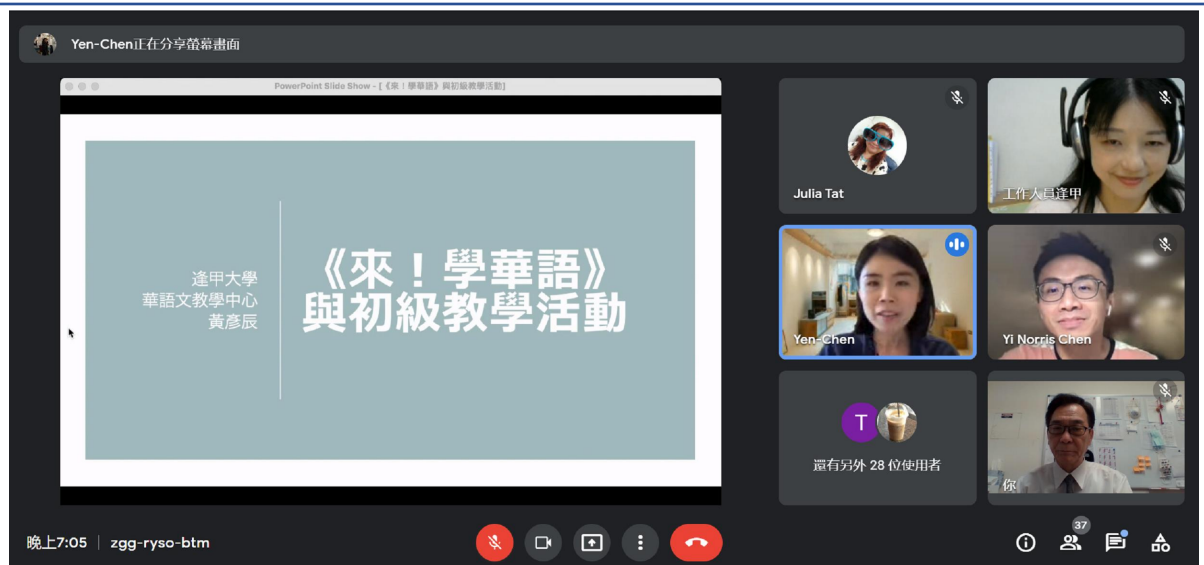 Yen-Chen正在分享螢幕畫面
PowerPoint Slide Show - [《來！學華語》與初級教學活動]
逢甲大學
華語文教學中心
黃彥辰
《來！學華語》
與初級教學活動
Julia Tat
工作人員逢甲
Yen-Chen
Yi Norris Chen
T
還有另外 28 位使用者
你
晚上7:05 | zgg-ryso-btm
37